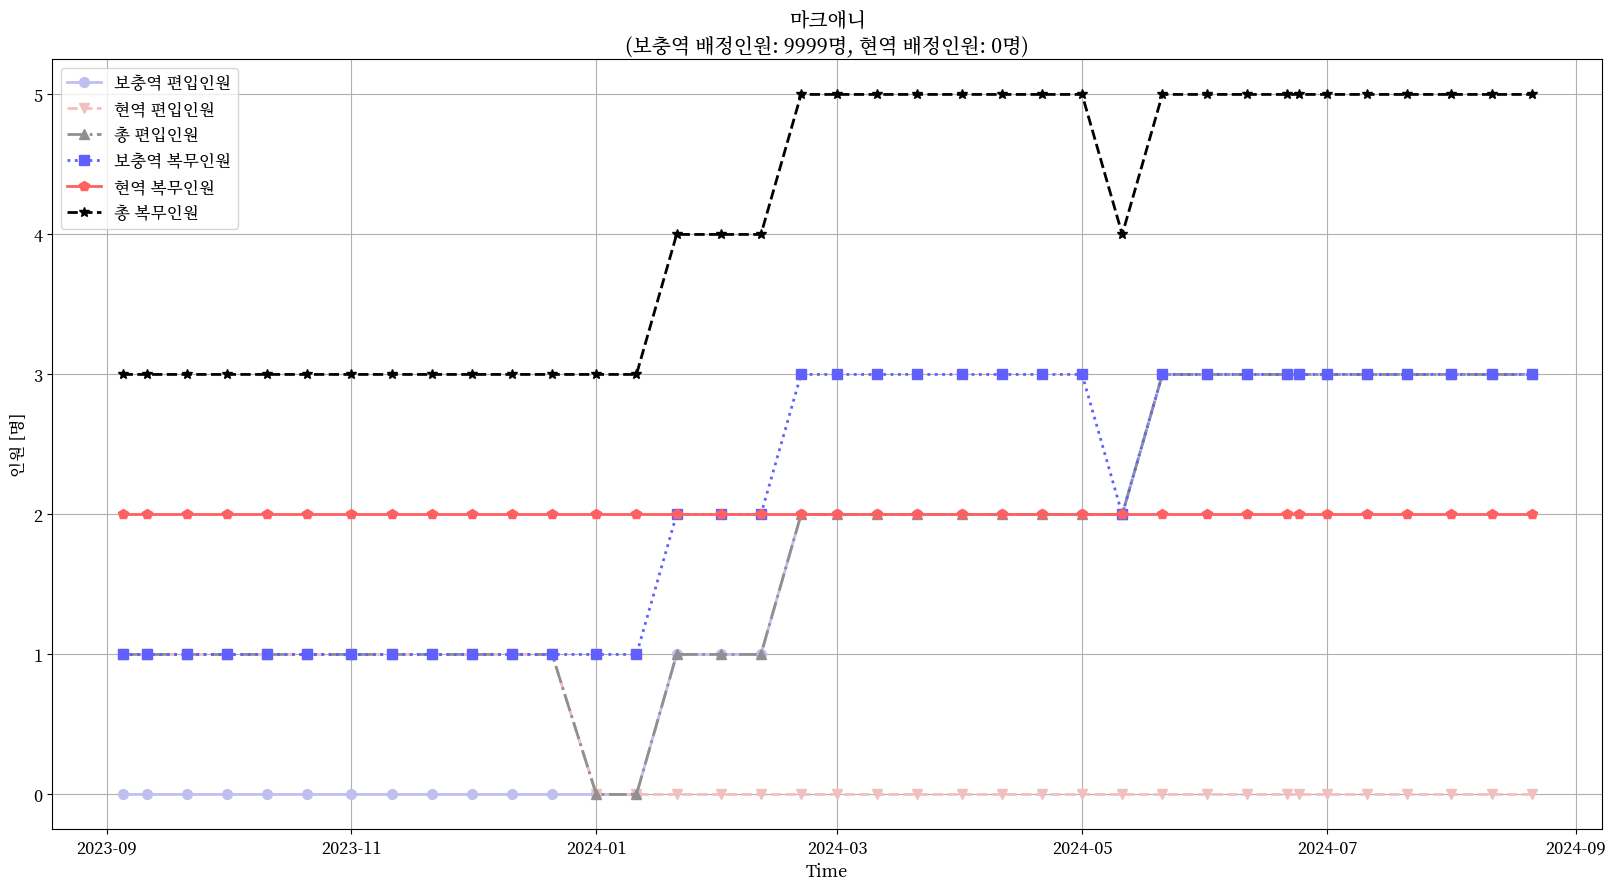 마크애니
(보충역 배정인원: 9999명, 현역 배정인원: 0명)
보충역 편입인원
현역 편입인원
총 편입인원
보충역 복무인원
현역 복무인원
총 복무인원
인원 [명]
5
4
3
2
1
0
2023-09 2023-11 2024-01 2024-03 2024-05 2024-07 2024-09
Time